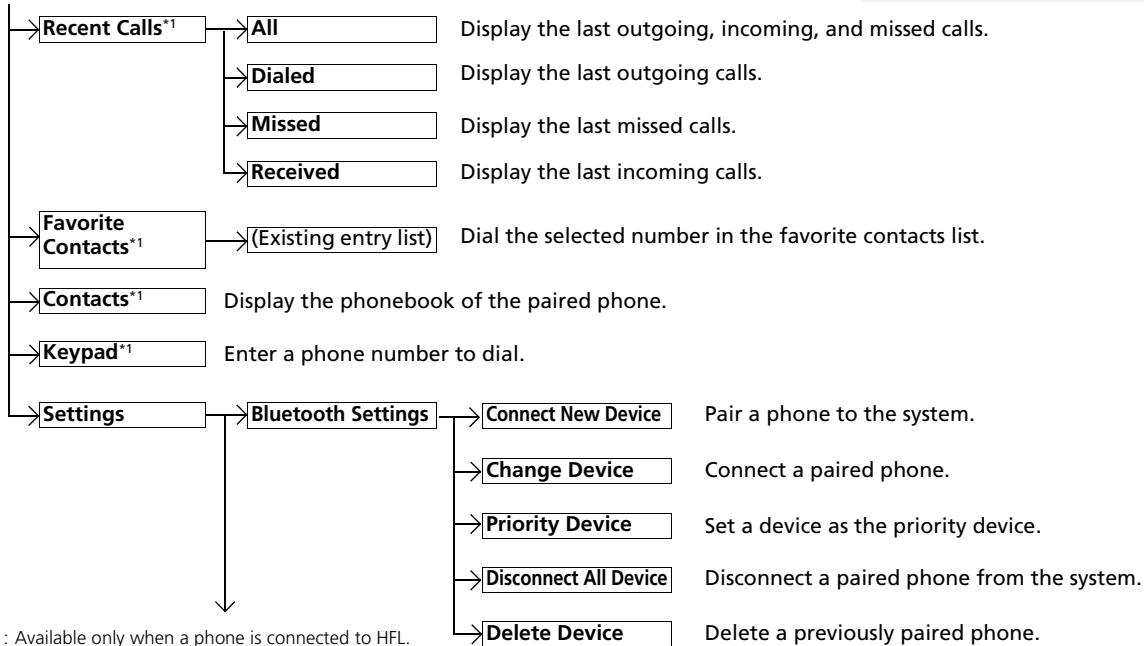 Recent Calls*1 All Display the last outgoing, incoming, and missed calls.
Dialed Display the last outgoing calls.
Missed Display the last missed calls.
Received Display the last incoming calls.
Favorite
Contacts*1 (Existing entry list) Dial the selected number in the favorite contacts list.
Contacts*1 Display the phonebook of the paired phone.
Keypad*1 Enter a phone number to dial.
Settings Bluetooth Settings Connect New Device Pair a phone to the system.
Change Device Connect a paired phone.
Priority Device Set a device as the priority device.
Disconnect All Device Disconnect a paired phone from the system.
: Available only when a phone is connected to HFL.
Delete Device Delete a previously paired phone.